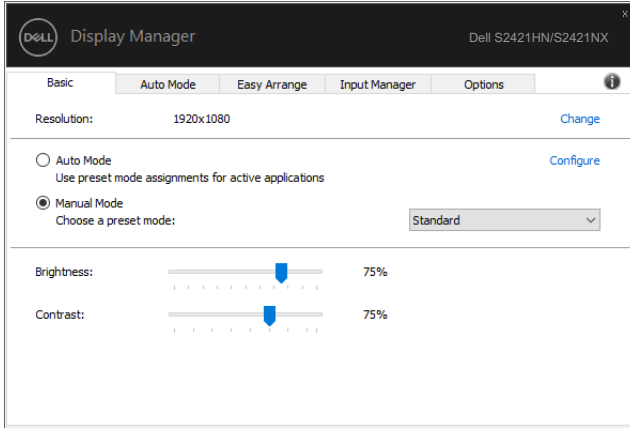 x
DELL Display Manager Dell S2421HN/S2421NX
Basic Auto Mode Easy Arrange Input Manager Options i
Resolution: 1920x1080 Change
Auto Mode Configure
Use preset mode assignments for active applications
Manual Mode
Choose a preset mode: Standard
Brightness: 75%
Contrast: 75%